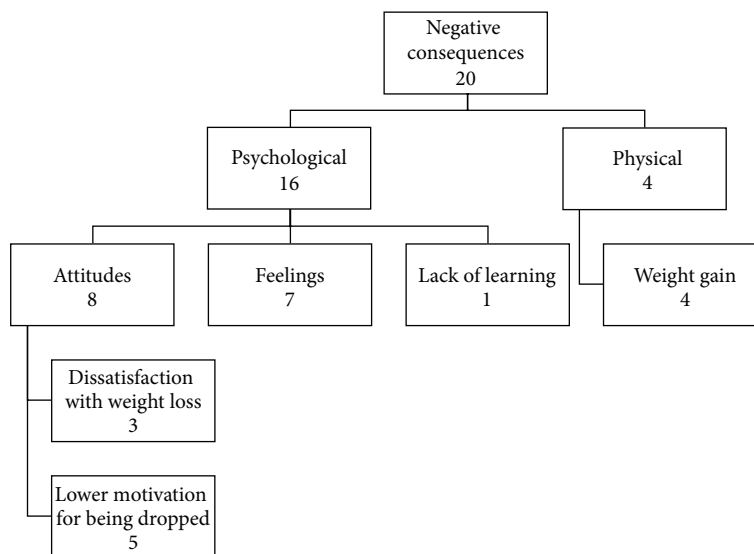 Negative
consequences
20
Psychological
16
Physical
4
Attitudes
8
Feelings
7
Lack of learning
1
Weight gain
4
Dissatisfaction
with weight loss
3
Lower motivation
for being dropped
5